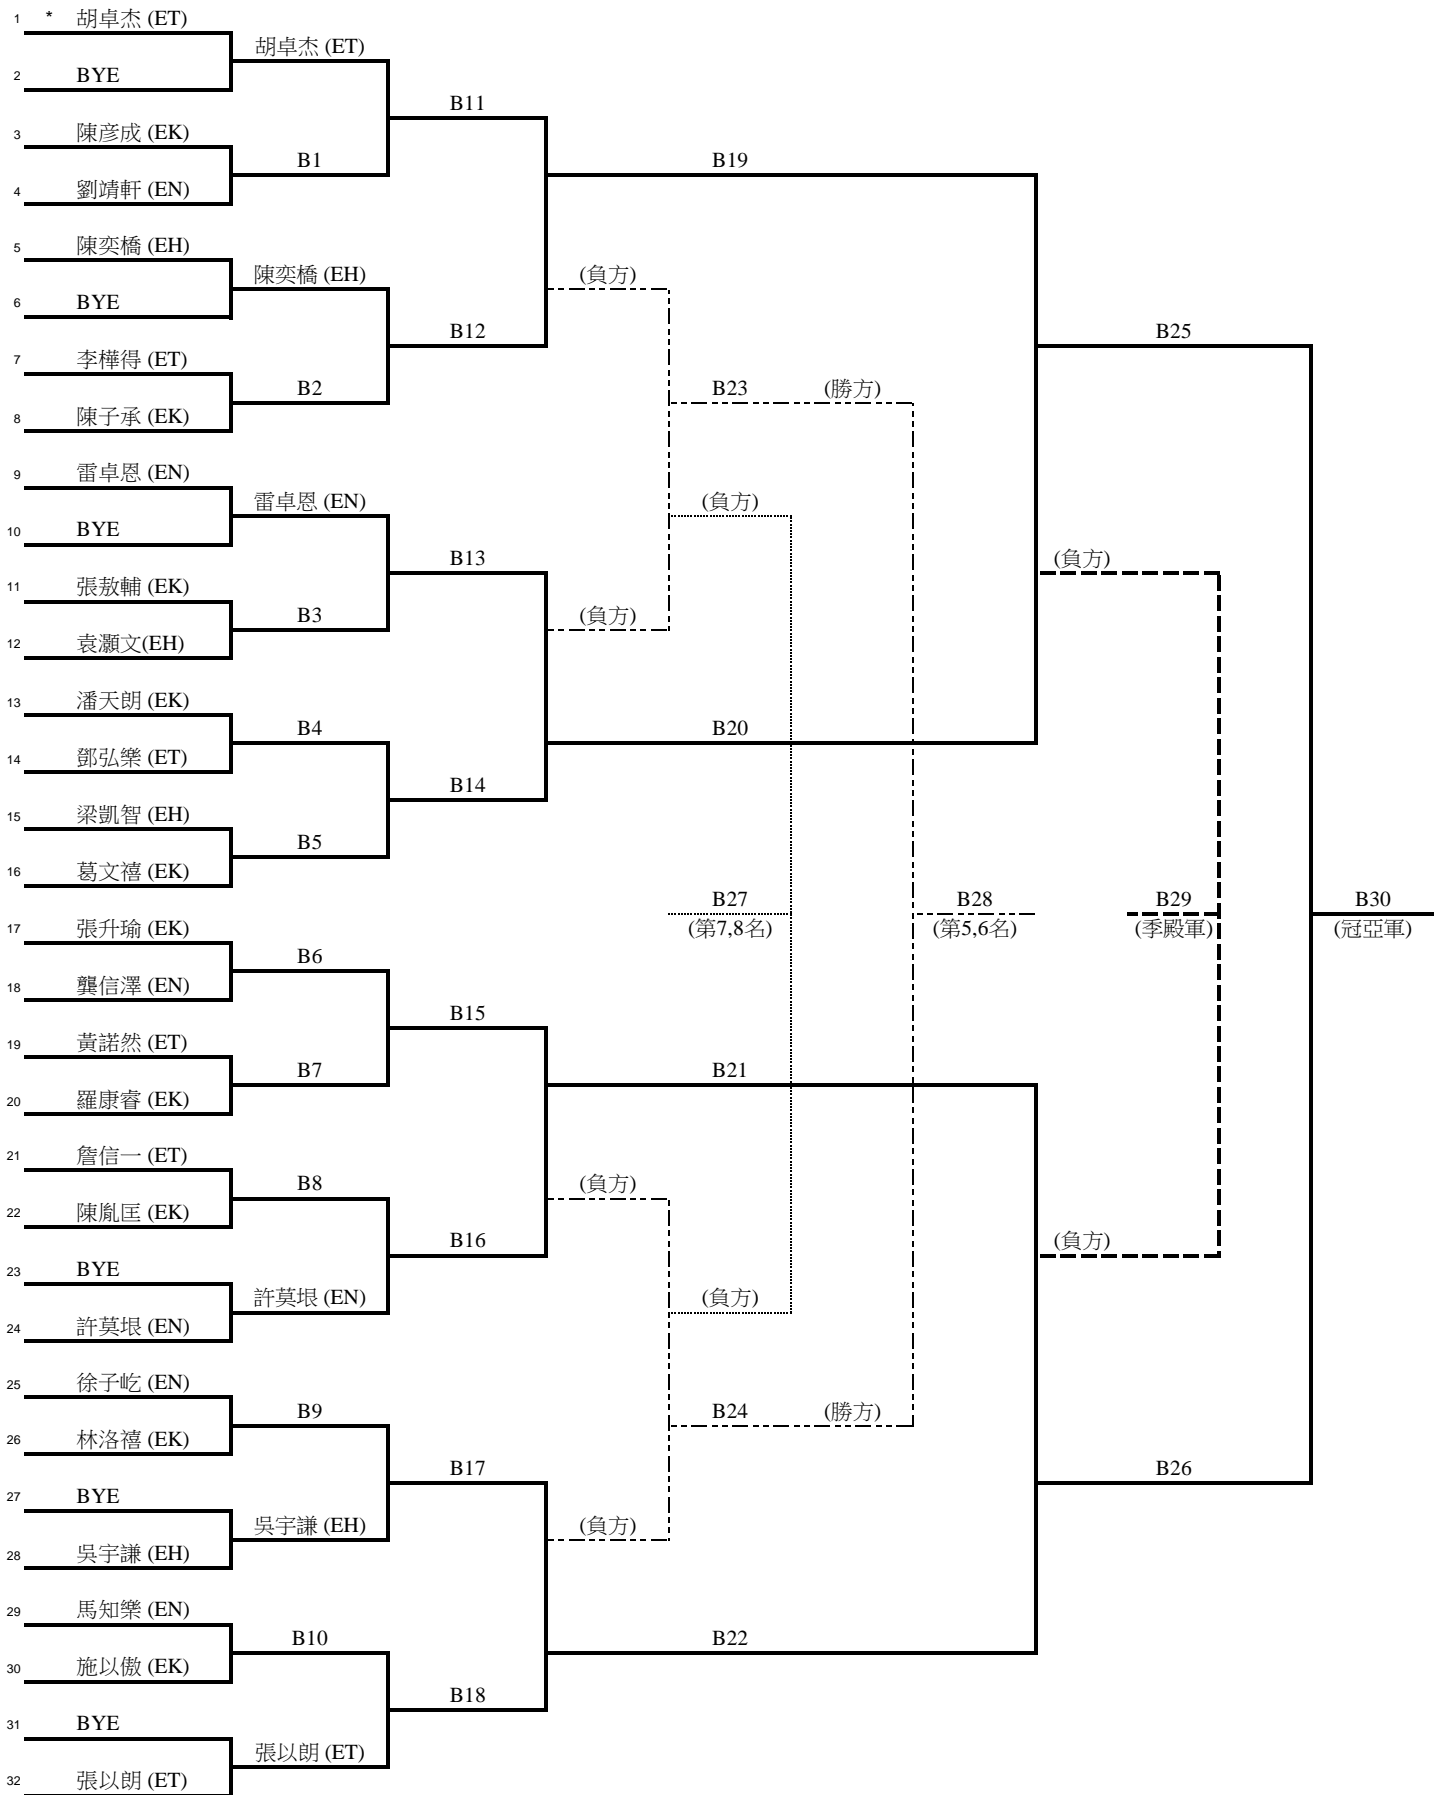 1 * 胡卓杰 (ET)
胡卓杰 (ET)
2 BYE
B11
3 陳彥成 (EK)
B1
B19
4 劉靖軒 (EN)
5 陳奕橋 (EH)
陳奕橋 (EH)
(負方)
6 BYE
B12
B25
7 李樺得 (ET)
B2
B23
(勝方)
8 陳子承 (EK)
9 雷卓恩 (EN)
雷卓恩 (EN)
(負方)
10 BYE
B13
(負方)
11 張敖輔 (EK)
B3
(負方)
12 袁灝文(EH)
13 潘天朗 (EK)
B4
B20
14 鄧弘樂 (ET)
B14
15 梁凱智 (EH)
B5
16 葛文禧 (EK)
B27
B28
B29
B30
17 張升瑜 (EK)
(第7,8名)
(第5,6名)
(季殿軍)
(冠亞軍)
B6
18 龔信澤 (EN)
B15
19 黃諾然 (ET)
B7
B21
20 羅康睿 (EK)
21 詹信一 (ET)
B8
(負方)
22 陳胤匡 (EK)
B16
(負方)
23 BYE
許莫垠 (EN)
(負方)
24 許莫垠 (EN)
25 徐子屹 (EN)
B9
B24
(勝方)
26 林洛禧 (EK)
B17
B26
27 BYE
吳宇謙 (EH)
(負方)
28 吳宇謙 (EH)
29 馬知樂 (EN)
B10
B22
30 施以傲 (EK)
B18
31 BYE
張以朗 (ET)
32 張以朗 (ET)